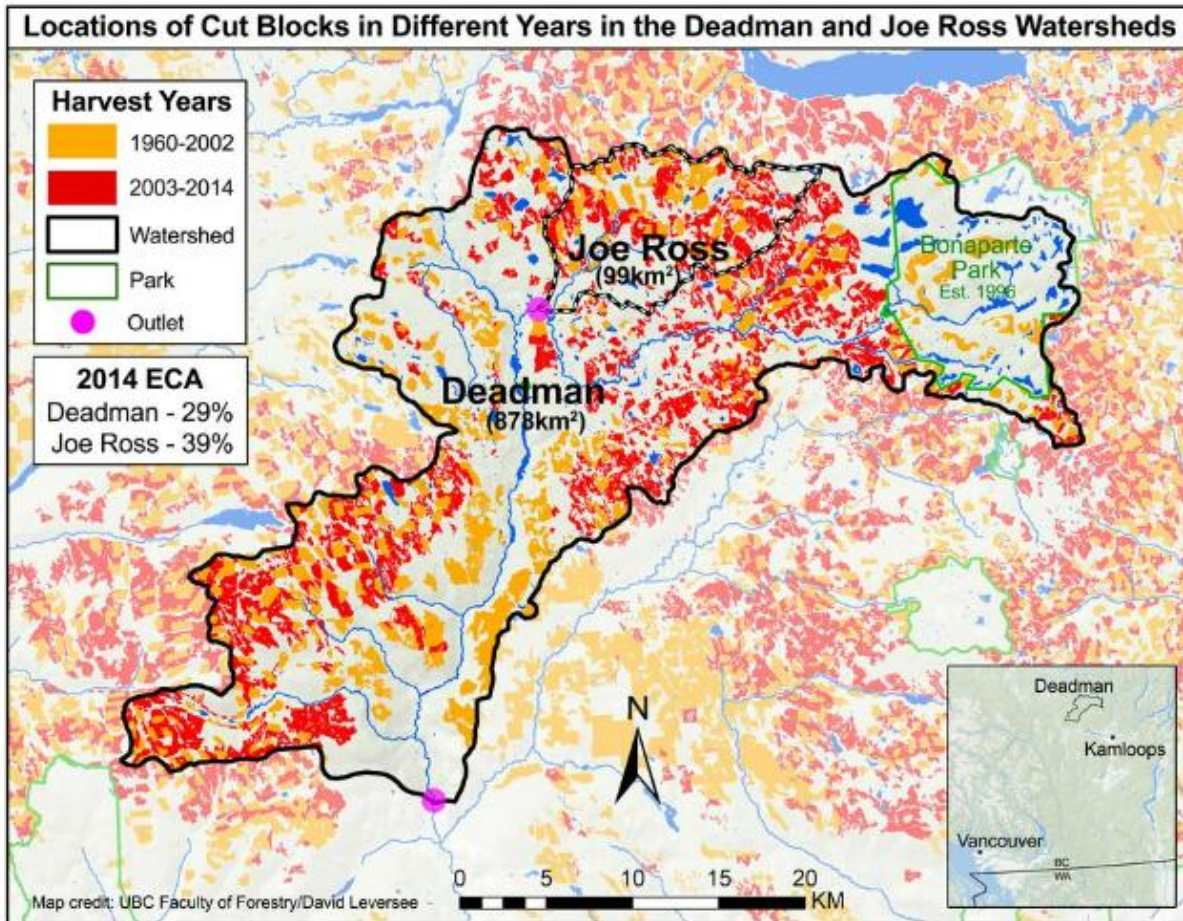 Locations of Cut Blocks in Different Years in the Deadman and Joe Ross Watersheds
Harvest Years
1960-2002
2003-2014
Watershed
Park
Outlet
2014 ECA
Deadman - 29%
Joe Ross - 39%
Joe Ross
(99km²)
Bonaparte
Park
Est. 1996
Deadman
(878km²)
N
Deadman
Kamloops
Vancouver
BC
WA
0 5 10 20
KM
Map credit: UBC Faculty of Forestry/David Leversee